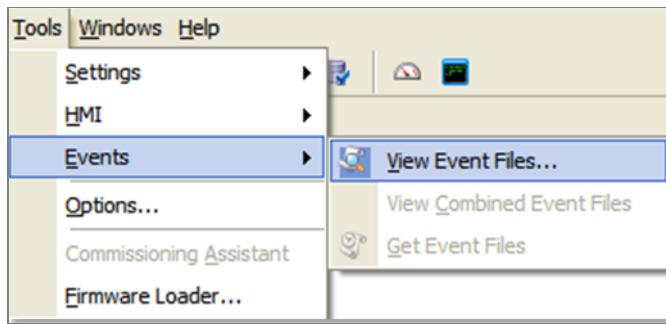 Tools Windows Help
Settings
HMI
Events
View Event Files...
Options...
View Combined Event Files
Commissioning Assistant
Get Event Files
Firmware Loader...